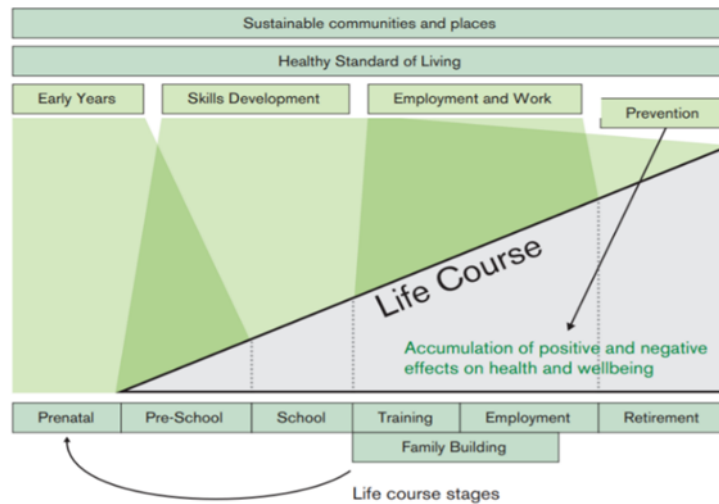 Sustainable communities and places
Healthy Standard of Living
Early Years
Skills Development
Employment and Work
Prevention
Life Course
Accumulation of positive and negative
effects on health and wellbeing
Prenatal
Pre-School
School
Training
Employment
Retirement
Family Building
Life course stages